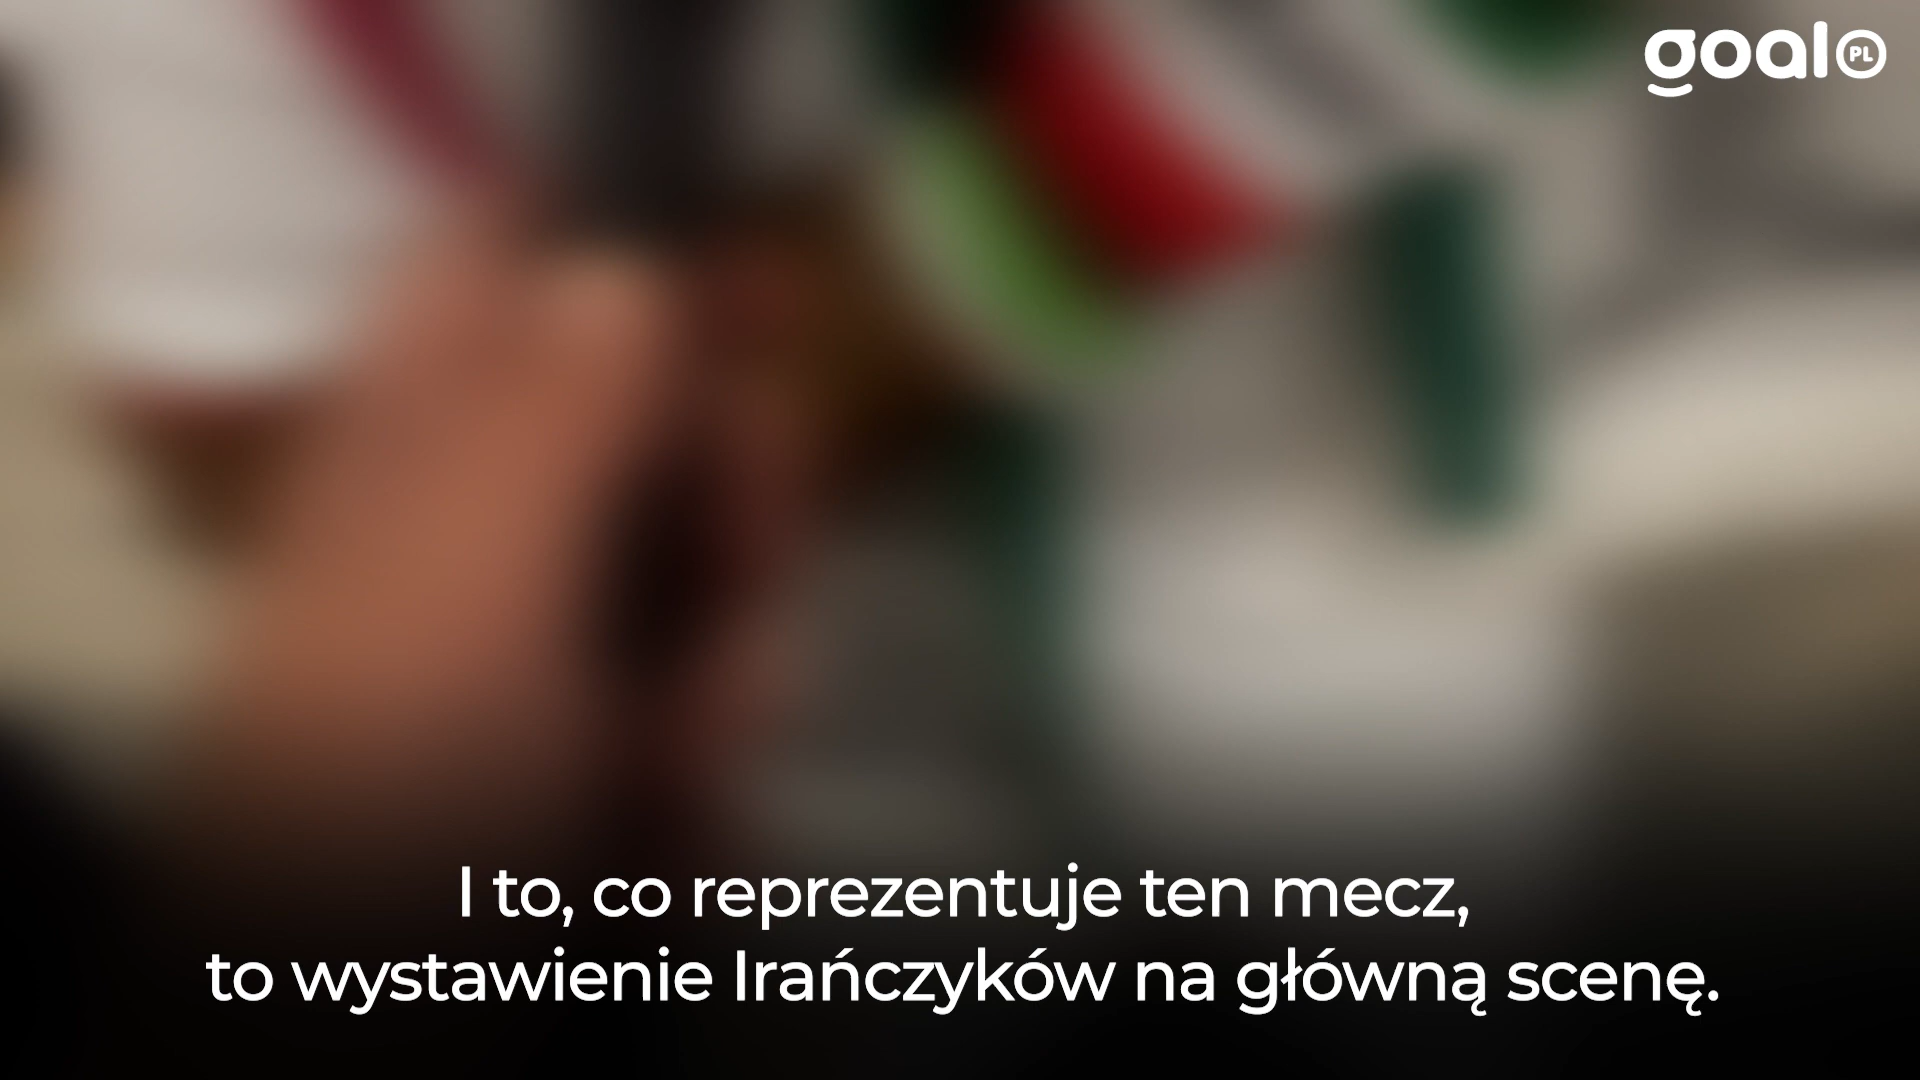 goal PL
I to, co reprezentuje ten mecz,
to wystawienie Irańczyków na główną scenę.